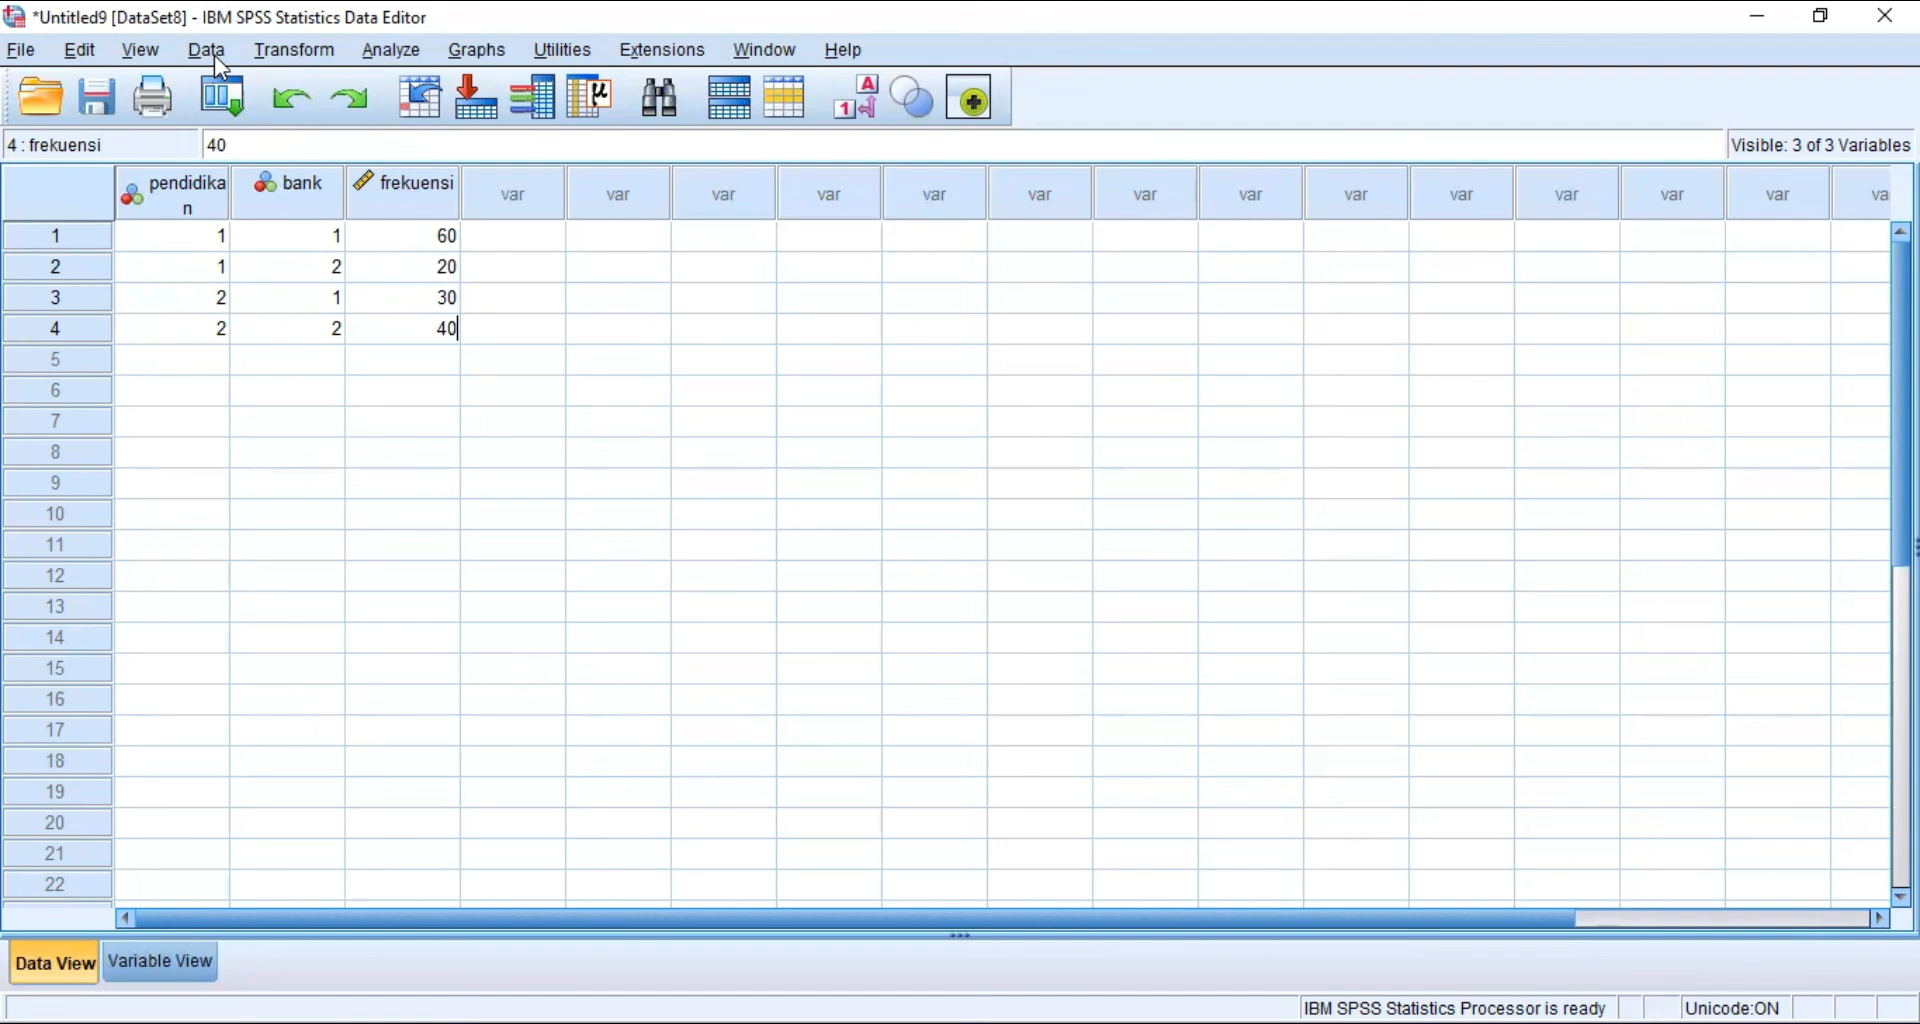 *Untitled9 [DataSet8] - IBM SPSS Statistics Data Editor
File Edit View Data Transform Analyze Graphs Utilities Extensions Window Help
4 : frekuensi 40 Visible: 3 of 3 Variables
pendidika
n bank frekuensi var var var var var var var var var var var var var va
1 1 1 60
2 1 2 20
3 2 1 30
4 2 2 40
5
6
7
8
9
10
11
12
13
14
15
16
17
18
19
20
21
22
Data View Variable View
IBM SPSS Statistics Processor is ready Unicode:ON